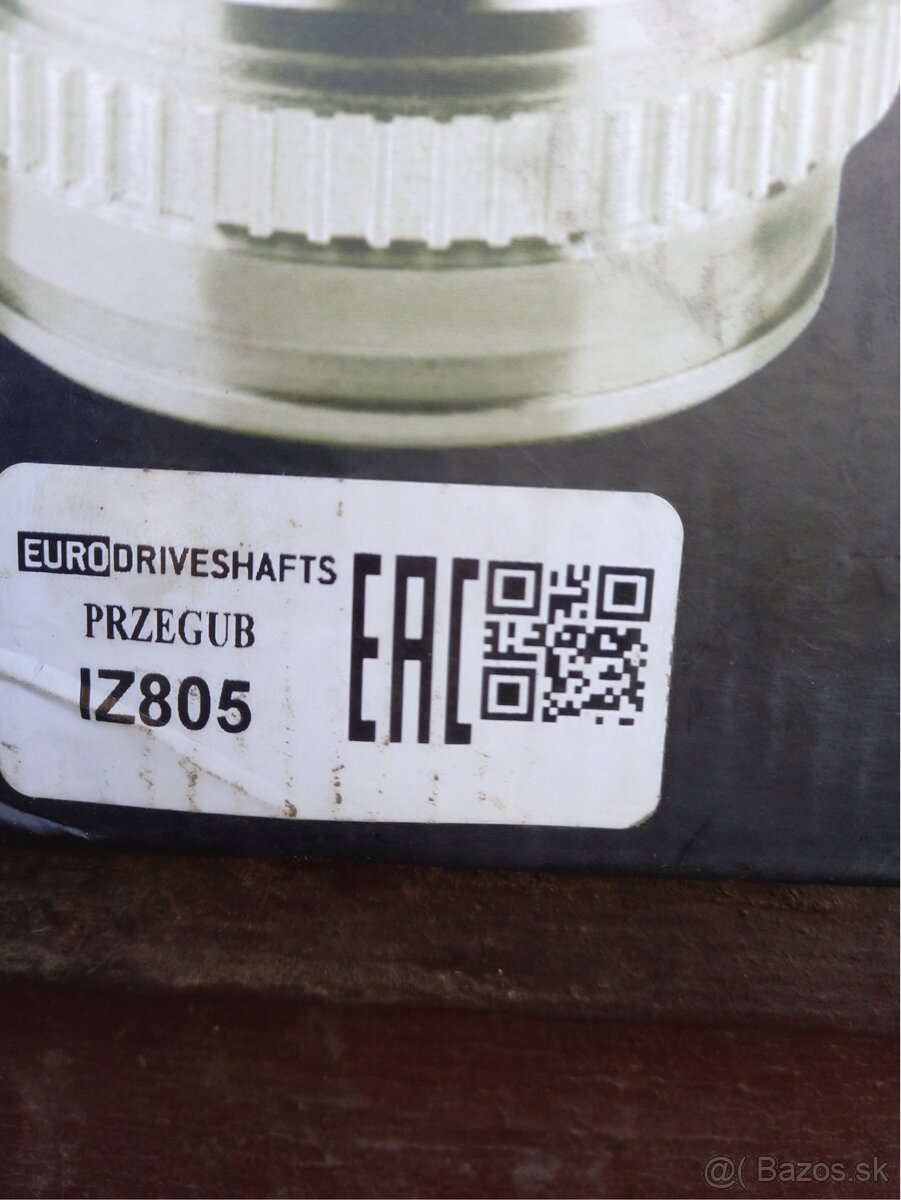 EURODRIVESHAFTS
PRZEGUB
IZ805
EAC
@( Bazos.sk